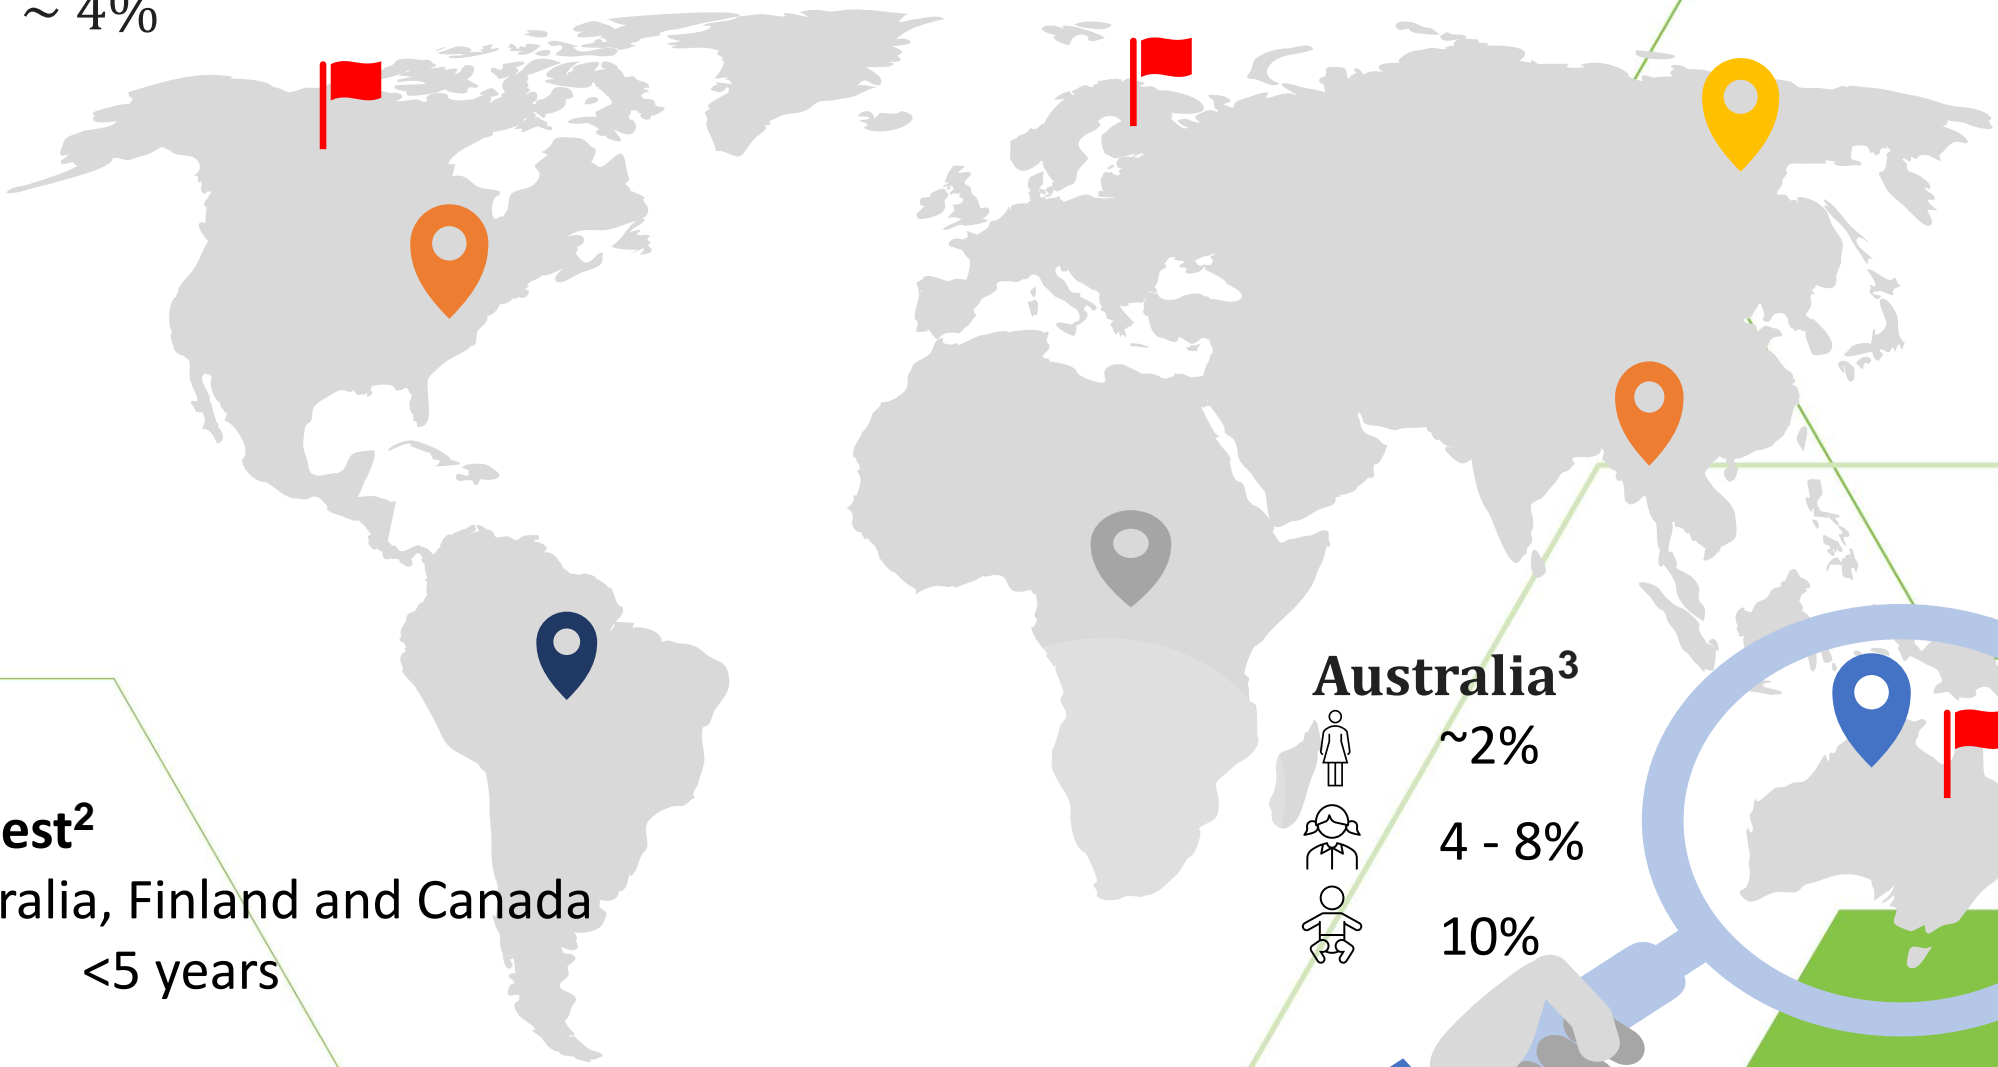 ~ 4%
Australia³
~2%
4 - 8%
10%
est²
ralia, Finland and Canada
<5 years